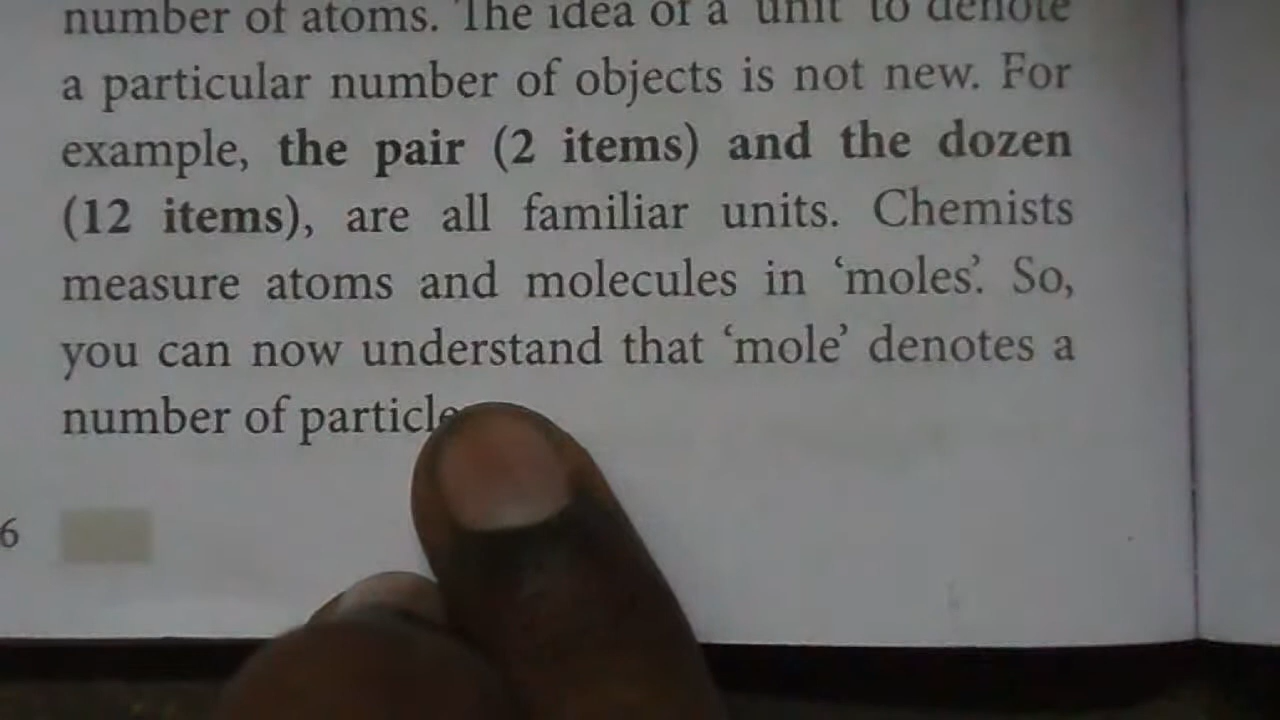 number of atoms. The idea of a 'unit' to denote
a particular number of objects is not new. For
example, the pair (2 items) and the dozen
(12 items), are all familiar units. Chemists
measure atoms and molecules in ‘moles’. So,
you can now understand that ‘mole’ denotes a
number of
6